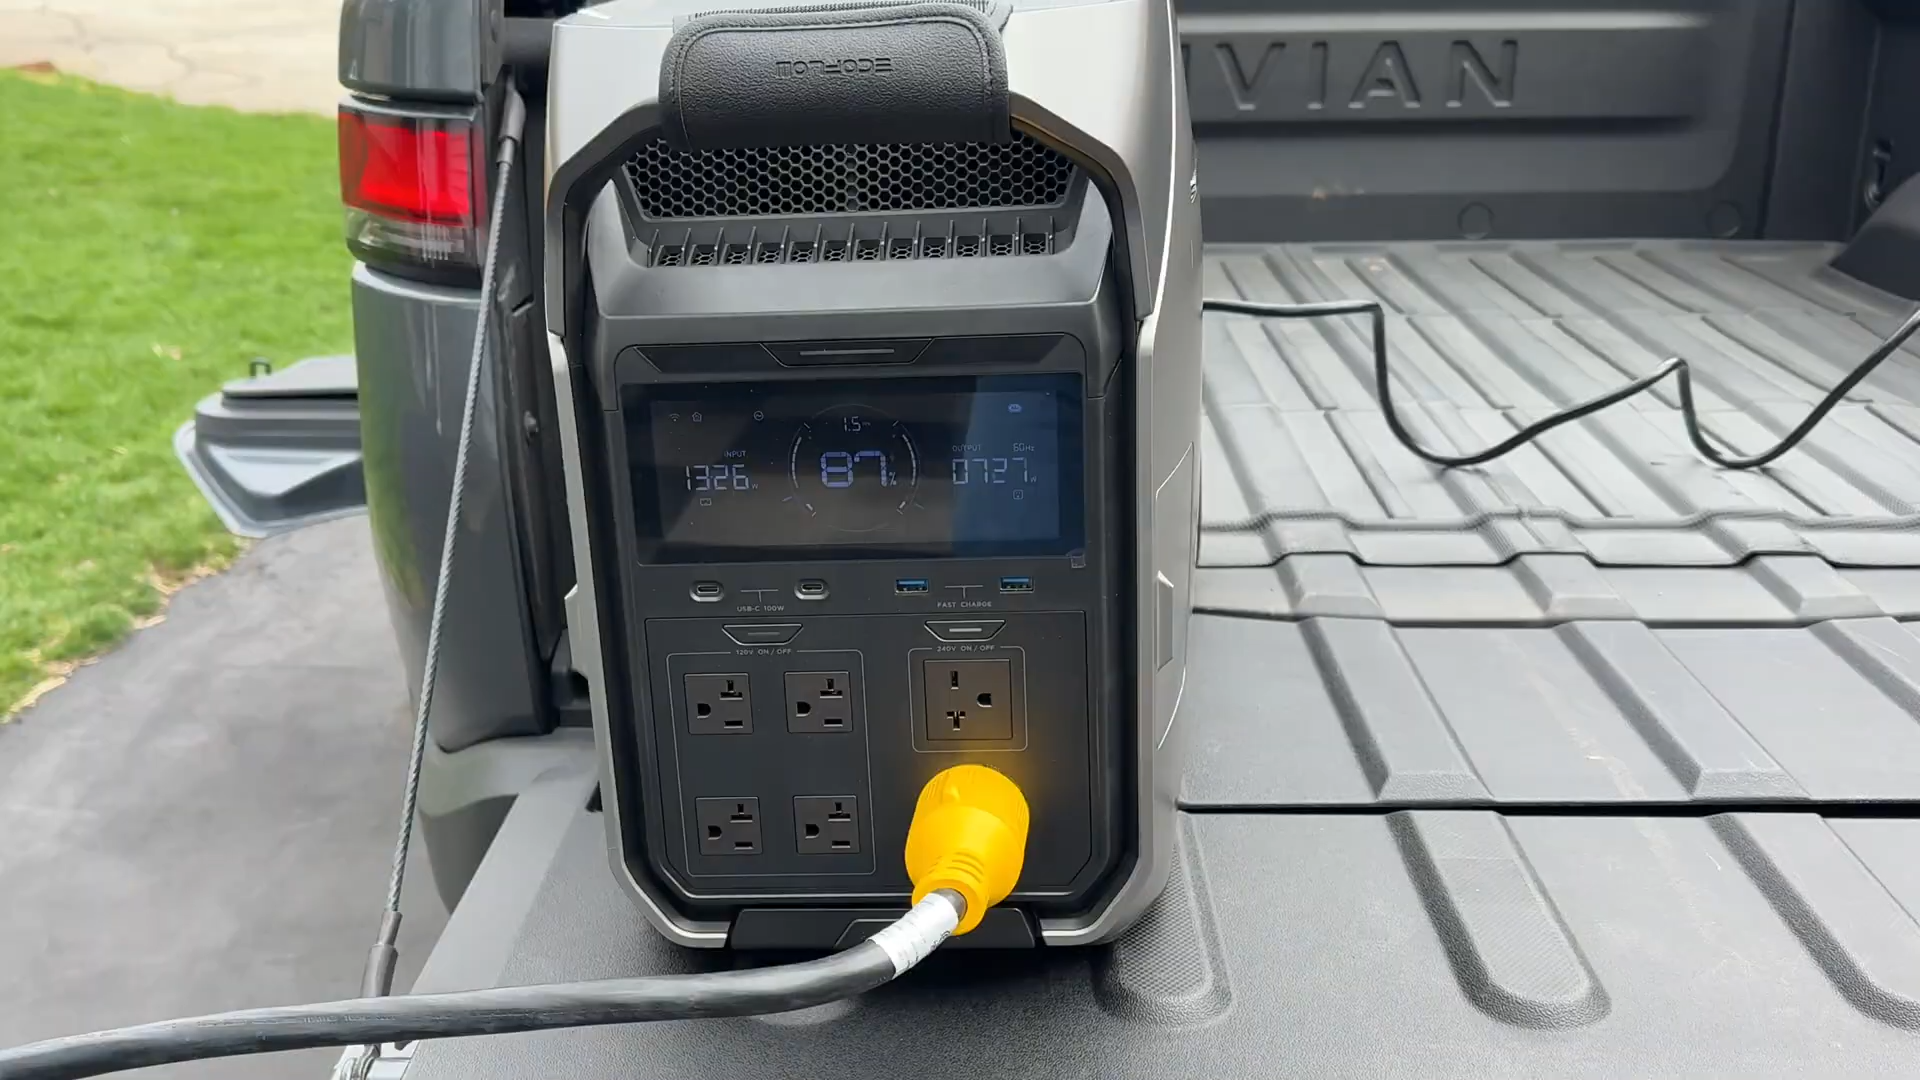 ECOFLOW
IVIAN
1.5
INPUT
1326 W
87%
OUTPUT 60Hz
0727 W
USB-C 100W
FAST CHARGE
120V ON / OFF
240V ON / OFF